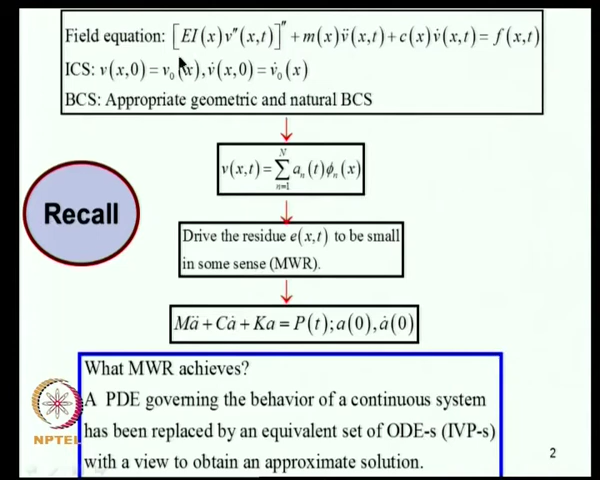 Field equation: [EI(x)v″(x,t)]″ + m(x)v̈(x,t) + c(x)v̇(x,t) = f(x,t)
ICS: v(x,0) = v₀(x), v̇(x,0) = v̇₀(x)
BCS: Appropriate geometric and natural BCS
v(x,t) = ∑ₙ₌₁ᴺ aₙ(t)ϕₙ(x)
Recall
Drive the residue e(x,t) to be small
in some sense (MWR).
Mä + Cȧ + Ka = P(t); a(0), ȧ(0)
What MWR achieves?
A PDE governing the behavior of a continuous system
has been replaced by an equivalent set of ODE-s (IVP-s)
with a view to obtain an approximate solution.
NPTEL
2